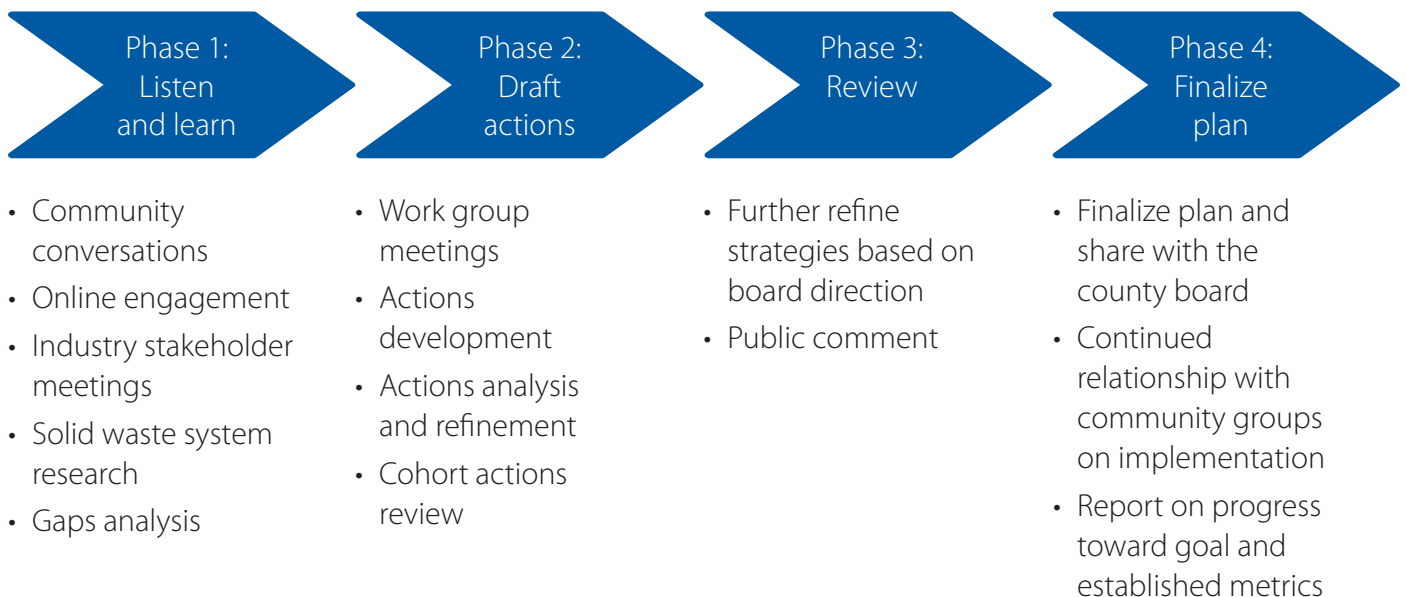 Phase 1:
Listen
and learn
• Community
conversations
• Online engagement
• Industry stakeholder
meetings
• Solid waste system
research
• Gaps analysis
Phase 2:
Draft
actions
• Work group
meetings
• Actions
development
• Actions analysis
and refinement
• Cohort actions
review
Phase 3:
Review
• Further refine
strategies based on
board direction
• Public comment
Phase 4:
Finalize
plan
• Finalize plan and
share with the
county board
• Continued
relationship with
community groups
on implementation
• Report on progress
toward goal and
established metrics